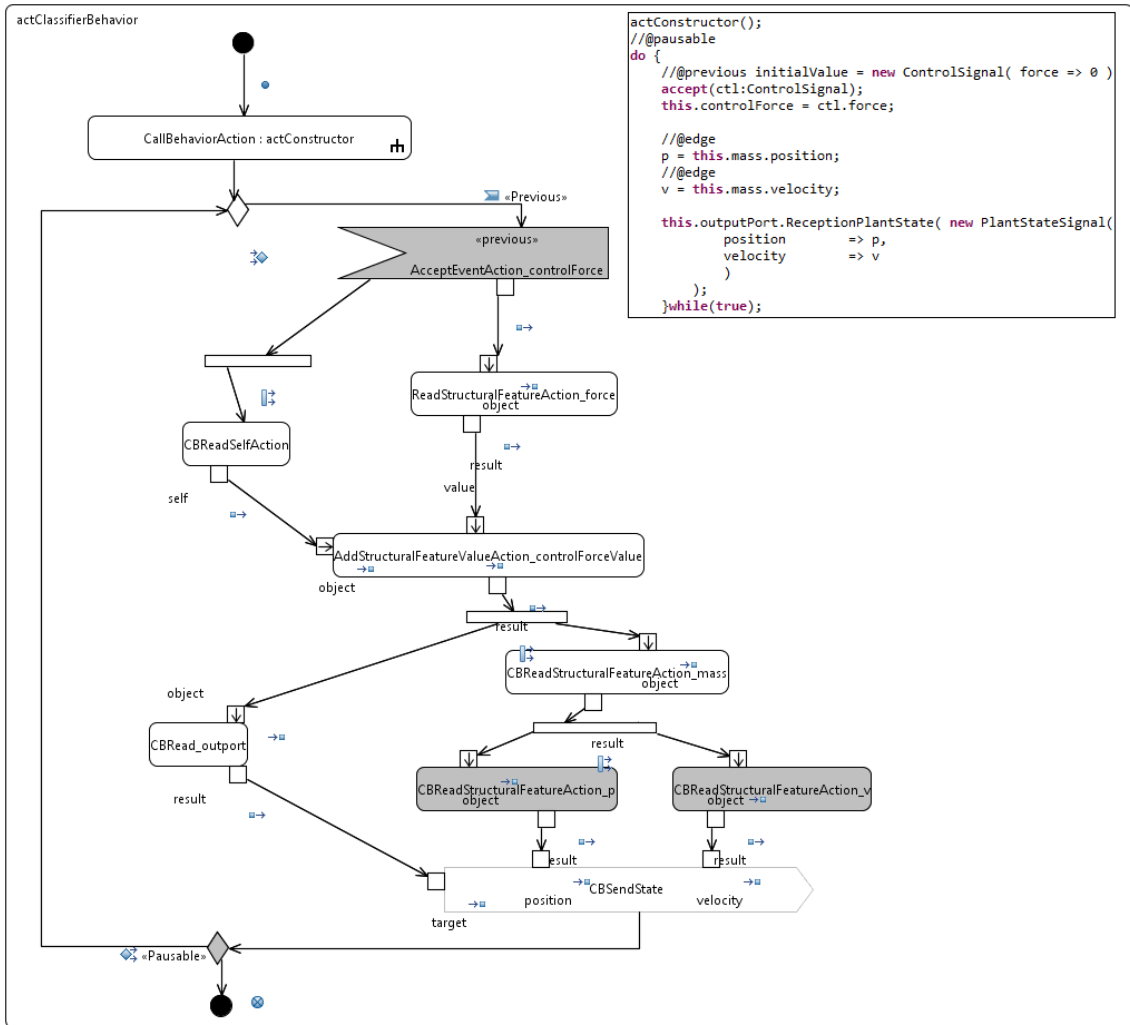 actClassifierBehavior
actConstructor();
//@pausable
do {
//@previous initialValue = new ControlSignal( force => 0 )
accept(ctl:ControlSignal);
this.controlForce = ctl.force;
//@edge
p = this.mass.position;
//@edge
v = this.mass.velocity;
this.outputPort.ReceptionPlantState( new PlantStateSignal(
position => p,
velocity => v
)
);
}while(true);
CallBehaviorAction : actConstructor
«Previous»
«previous»
AcceptEventAction_controlForce
ReadStructuralFeatureAction_force
object
CBReadSelfAction
result
value
self
AddStructuralFeatureValueAction_controlForceValue
object
result
CBReadStructuralFeatureAction_mass
object
object
CBRead_outport
result
result
CBReadStructuralFeatureAction_p
object
CBReadStructuralFeatureAction_v
object
result
result
CBSendState
position
velocity
target
«Pausable»